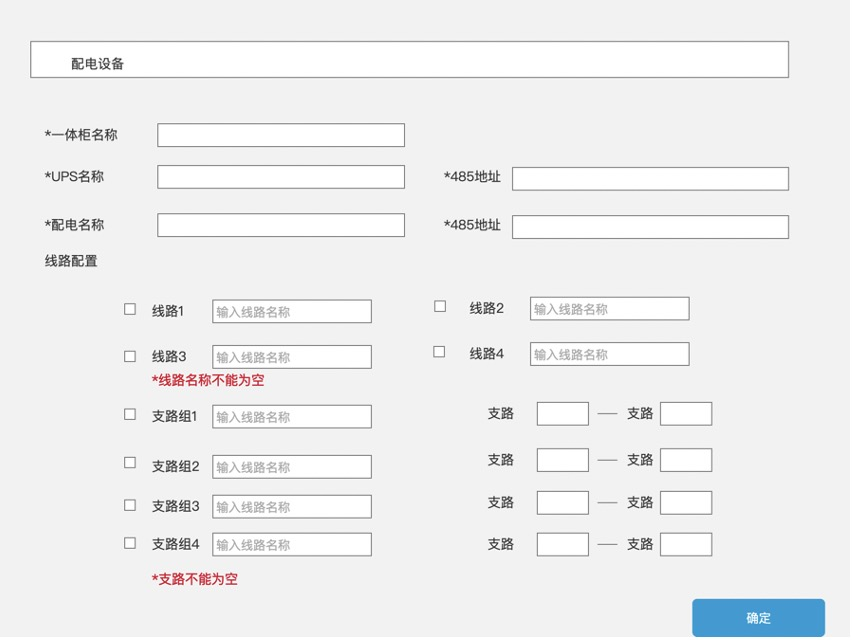 配电设备
*一体柜名称
*UPS名称 *485地址
*配电名称 *485地址
线路配置
线路1 输入线路名称 线路2 输入线路名称
线路3 输入线路名称 线路4 输入线路名称
*线路名称不能为空
支路组1 输入线路名称 支路 — 支路
支路组2 输入线路名称 支路 — 支路
支路组3 输入线路名称 支路 — 支路
支路组4 输入线路名称 支路 — 支路
*支路不能为空
确定